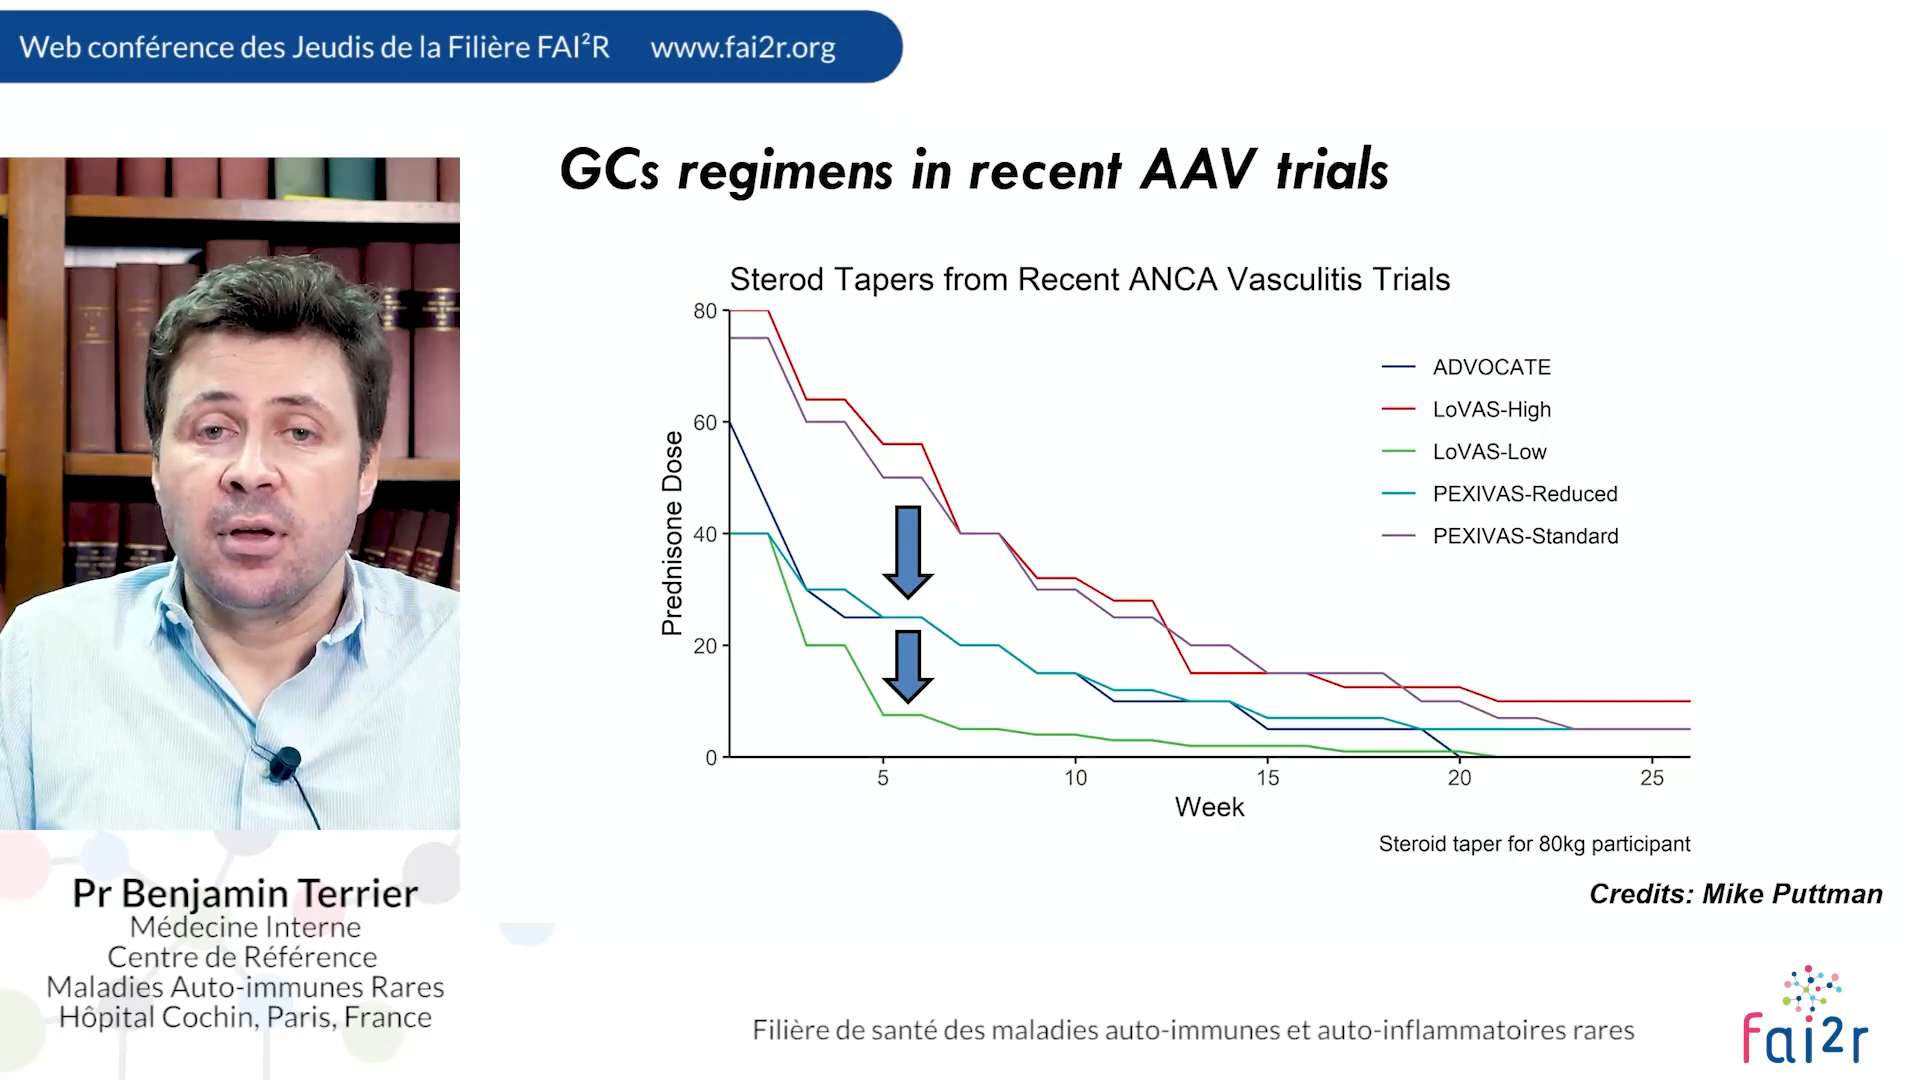 Web conférence des Jeudis de la Filière FAI²R www.fai2r.org
GCs regimens in recent AAV trials
Sterod Tapers from Recent ANCA Vasculitis Trials
80
60
40
20
0
Prednisone Dose
5 10 15 20 25
Week
ADVOCATE
LoVAS-High
LoVAS-Low
PEXIVAS-Reduced
PEXIVAS-Standard
Steroid taper for 80kg participant
Credits: Mike Puttman
Pr Benjamin Terrier
Médecine Interne
Centre de Référence
Maladies Auto-immunes Rares
Hôpital Cochin, Paris, France
Filière de santé des maladies auto-immunes et auto-inflammatoires rares
fai2r